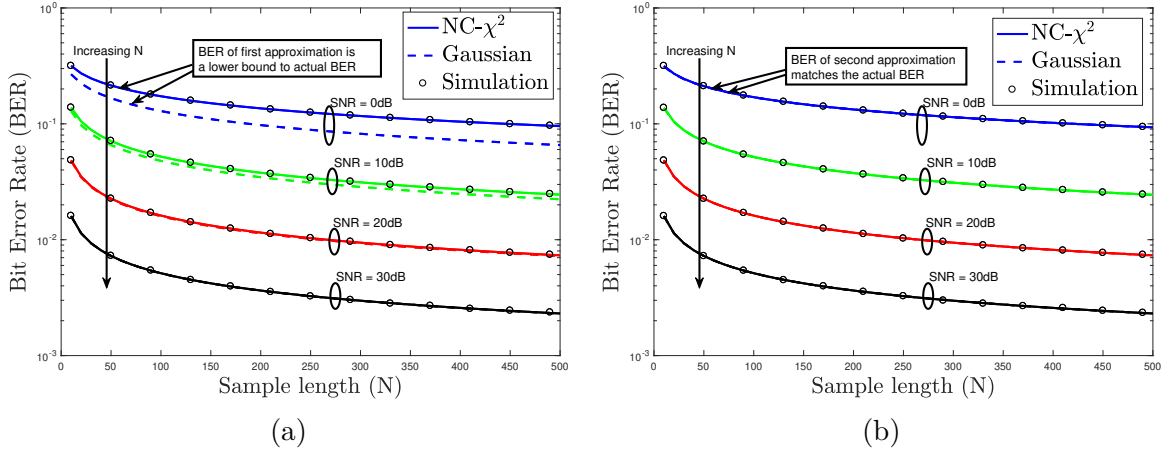 10^0
10^-1
10^-2
10^-3
Bit Error Rate (BER)
Increasing N
BER of first approximation is
a lower bound to actual BER
NC-χ²
Gaussian
Simulation
SNR = 0dB
SNR = 10dB
SNR = 20dB
SNR = 30dB
0 50 100 150 200 250 300 350 400 450 500
Sample length (N)
(a)
10^0
10^-1
10^-2
10^-3
Bit Error Rate (BER)
Increasing N
BER of second approximation
matches the actual BER
NC-χ²
Gaussian
Simulation
SNR = 0dB
SNR = 10dB
SNR = 20dB
SNR = 30dB
0 50 100 150 200 250 300 350 400 450 500
Sample length (N)
(b)